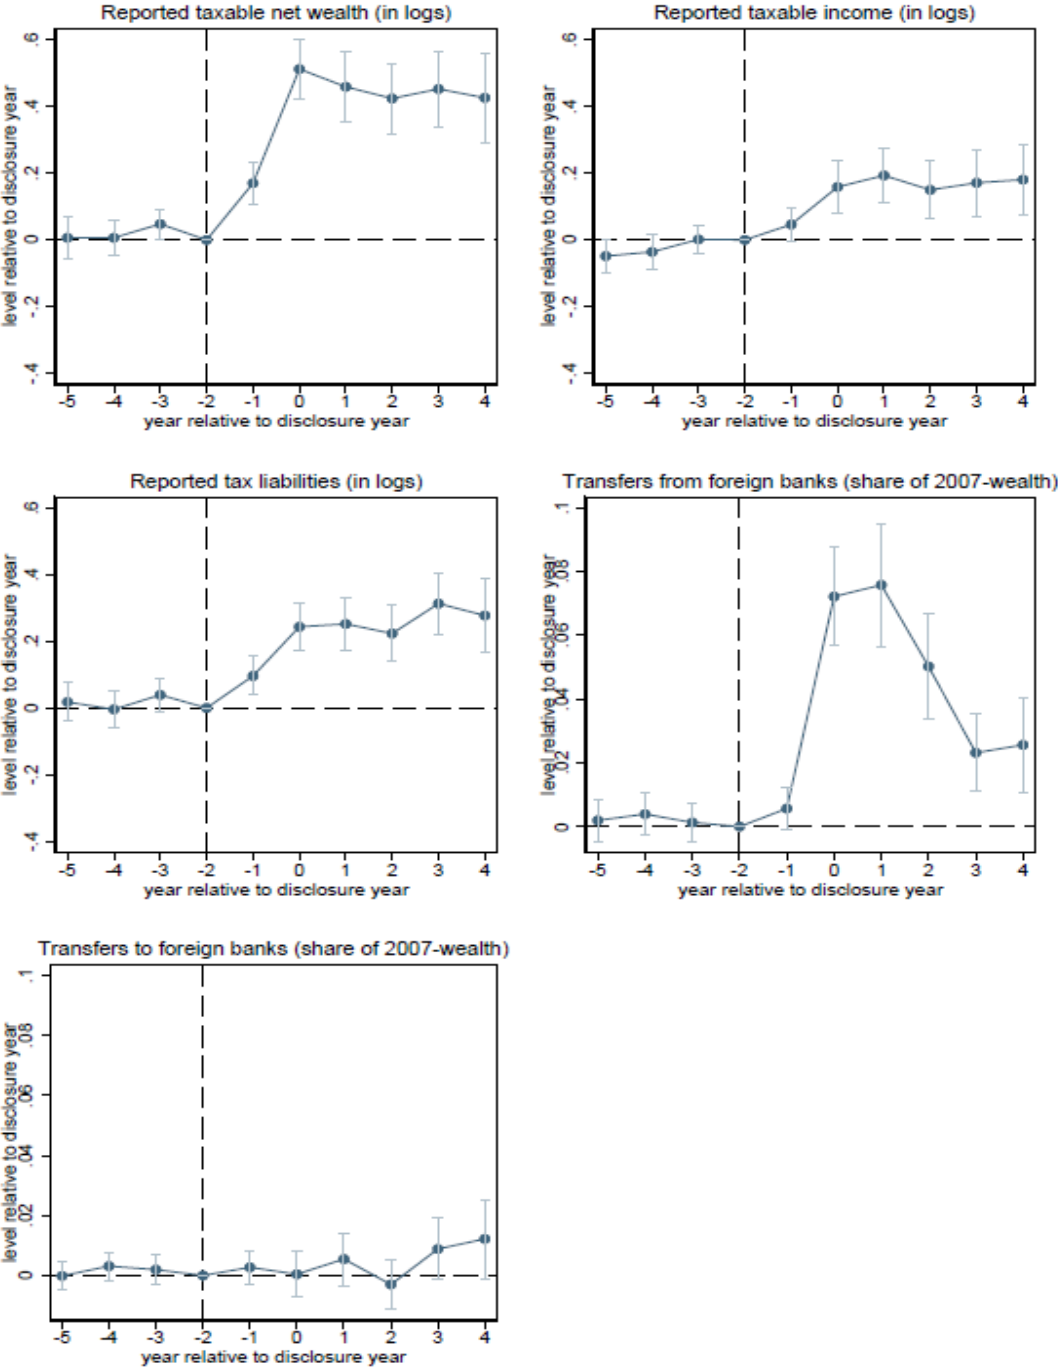 Reported taxable net wealth (in logs)
level relative to disclosure year
.6
.4
.2
0
-.2
-.4
-5 -4 -3 -2 -1 0 1 2 3 4
year relative to disclosure year
Reported taxable income (in logs)
level relative to disclosure year
.6
.4
.2
0
-.2
-.4
-5 -4 -3 -2 -1 0 1 2 3 4
year relative to disclosure year
Reported tax liabilities (in logs)
level relative to disclosure year
.6
.4
.2
0
-.2
-.4
-5 -4 -3 -2 -1 0 1 2 3 4
year relative to disclosure year
Transfers from foreign banks (share of 2007-wealth)
level relative to disclosure year
.1
.08
.06
.04
.02
0
-5 -4 -3 -2 -1 0 1 2 3 4
year relative to disclosure year
Transfers to foreign banks (share of 2007-wealth)
level relative to disclosure year
.1
.08
.06
.04
.02
0
-5 -4 -3 -2 -1 0 1 2 3 4
year relative to disclosure year